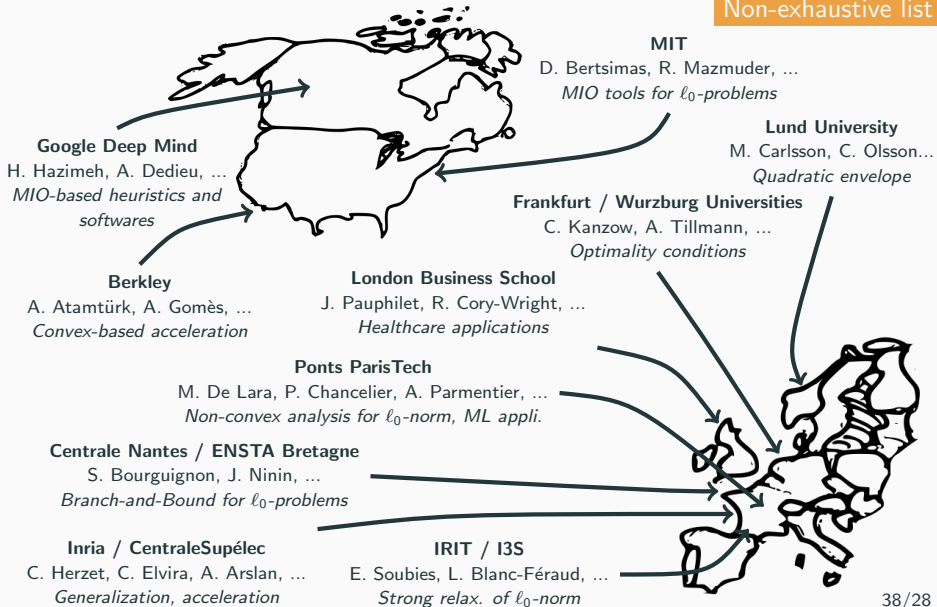 Non-exhaustive list
MIT
D. Bertsimas, R. Mazmuder, ...
MIO tools for ℓ₀-problems
Google Deep Mind
H. Hazimeh, A. Dedieu, ...
MIO-based heuristics and
softwares
Lund University
M. Carlsson, C. Olsson...
Quadratic envelope
Frankfurt / Wurzburg Universities
C. Kanzow, A. Tillmann, ...
Optimality conditions
Berkley
A. Atamtürk, A. Gomès, ...
Convex-based acceleration
London Business School
J. Pauphilet, R. Cory-Wright, ...
Healthcare applications
Ponts ParisTech
M. De Lara, P. Chancelier, A. Parmentier, ...
Non-convex analysis for ℓ₀-norm, ML appli.
Centrale Nantes / ENSTA Bretagne
S. Bourguignon, J. Ninin, ...
Branch-and-Bound for ℓ₀-problems
Inria / CentraleSupélec
C. Herzet, C. Elvira, A. Arslan, ...
Generalization, acceleration
IRIT / I3S
E. Soubies, L. Blanc-Féraud, ...
Strong relax. of ℓ₀-norm
38/28